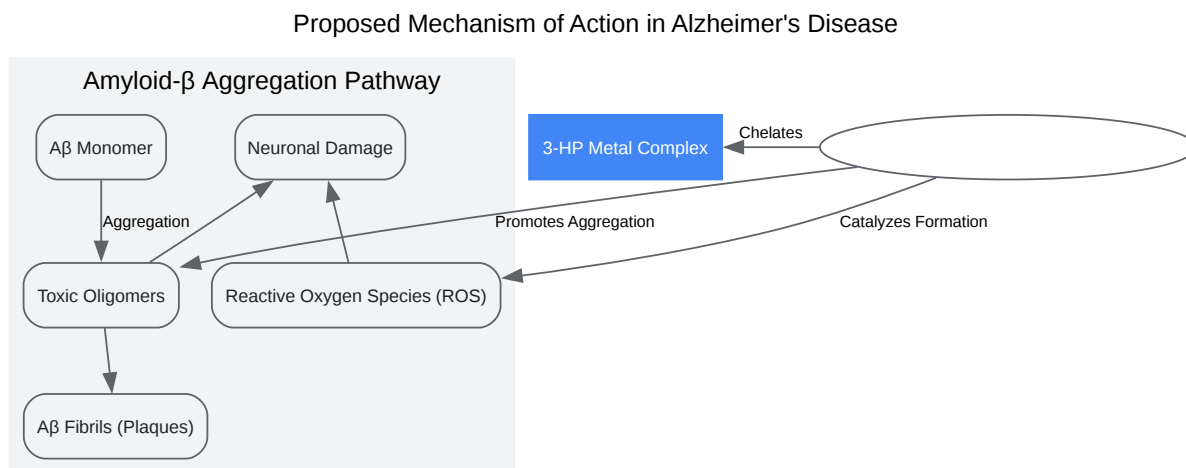 Proposed Mechanism of Action in Alzheimer's Disease
Amyloid-β Aggregation Pathway
Aβ Monomer
Neuronal Damage
3-HP Metal Complex
Chelates
Aggregation
Promotes Aggregation
Catalyzes Formation
Toxic Oligomers
Reactive Oxygen Species (ROS)
Aβ Fibrils (Plaques)